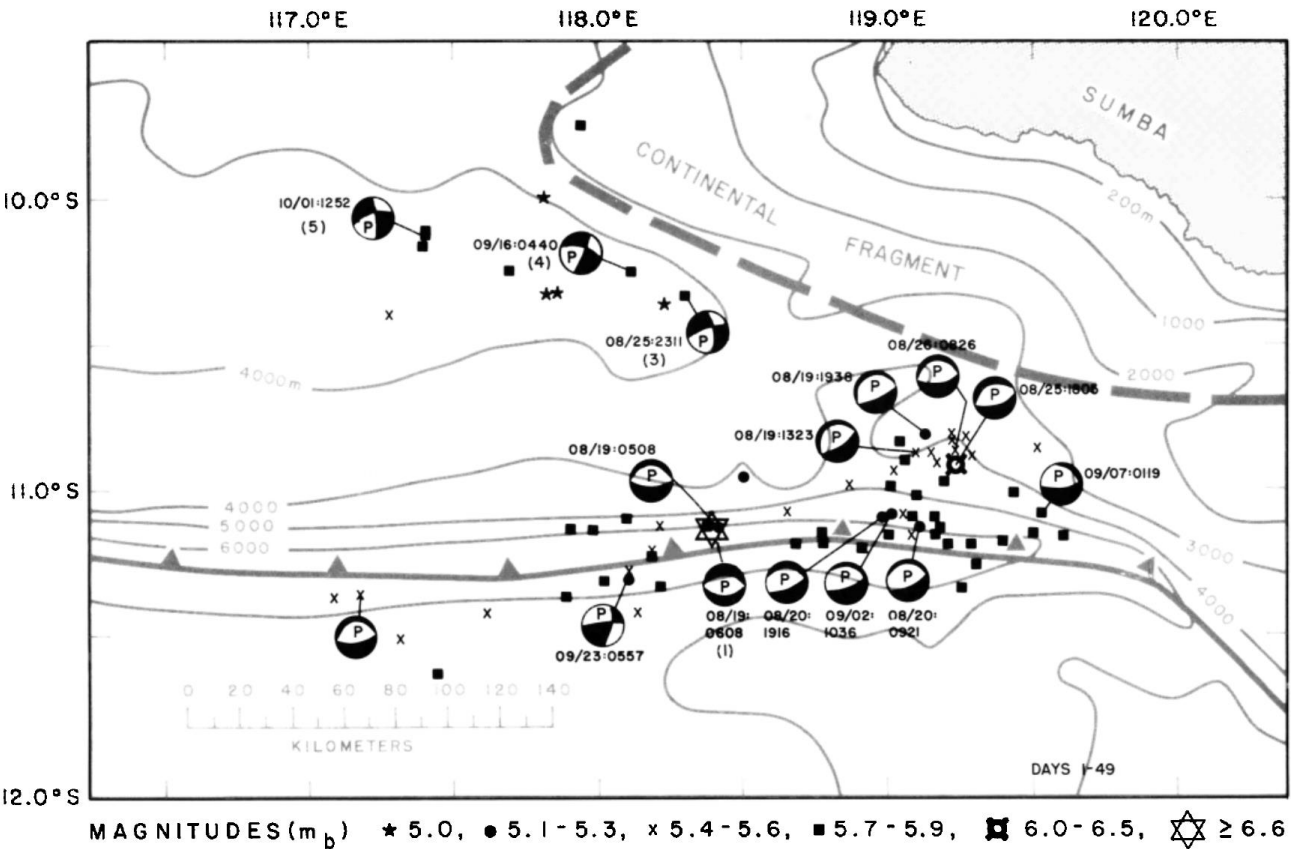 117.0°E 118.0°E 119.0°E 120.0°E
SUMBA
CONTINENTAL
FRAGMENT
200m
10.0°S
10/01:1252
(5)
09/16:0440
(4)
08/25:2311
(3)
4000m
1000
2000
08/26:0826
08/19:1938
08/25:1805
08/19:1323
08/19:0508
09/07:0119
11.0°S
4000
5000
6000
3000
4000
08/19:
0608
(1)
08/20:
1916
09/02:
1036
08/20:
0921
09/23:0557
P P P P P P P P P P P P P P P
0 20 40 60 80 100 120 140
KILOMETERS
DAYS 1-49
12.0°S
MAGNITUDES (mb) ★ 5.0, ● 5.1-5.3, x 5.4-5.6, ■ 5.7-5.9, 6.0-6.5, ✡ ≥ 6.6